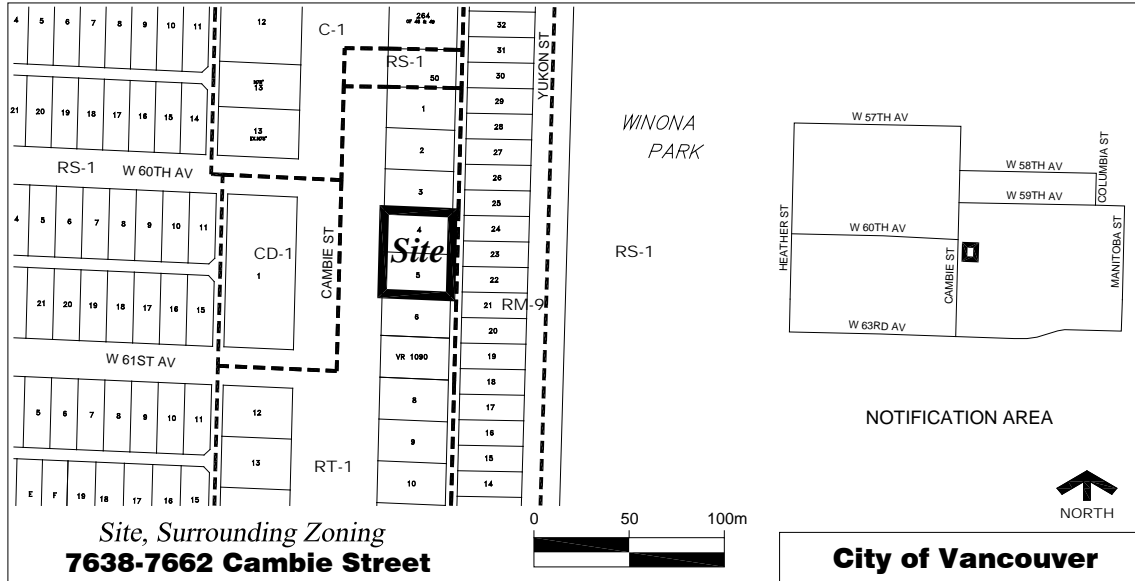 4 5 6 7 8 9 10 11
12
C-1
264
RS-1
50
32
31
30
29
28
27
26
25
24
23
22
21
20
19
18
17
16
15
14
YUKON ST
21 20 19 18 17 16 15 14
13
13
1
2
3
4
5
6
VR 1090
8
9
10
Site
RS-1
W 60TH AV
4 5 6 7 8 9 10 11
CD-1
1
CAMBIE ST
21 20 19 18 17 16 15
W 61ST AV
5 6 7 8 9 10 11
12
13
RT-1
E F 19 18 17 16 15
WINONA
PARK
RS-1
RM-9
W 57TH AV
W 58TH AV
COLUMBIA ST
W 59TH AV
HEATHER ST
W 60TH AV
CAMBIE ST
MANITOBA ST
W 63RD AV
NOTIFICATION AREA
NORTH
Site, Surrounding Zoning
7638-7662 Cambie Street
0 50 100m
City of Vancouver